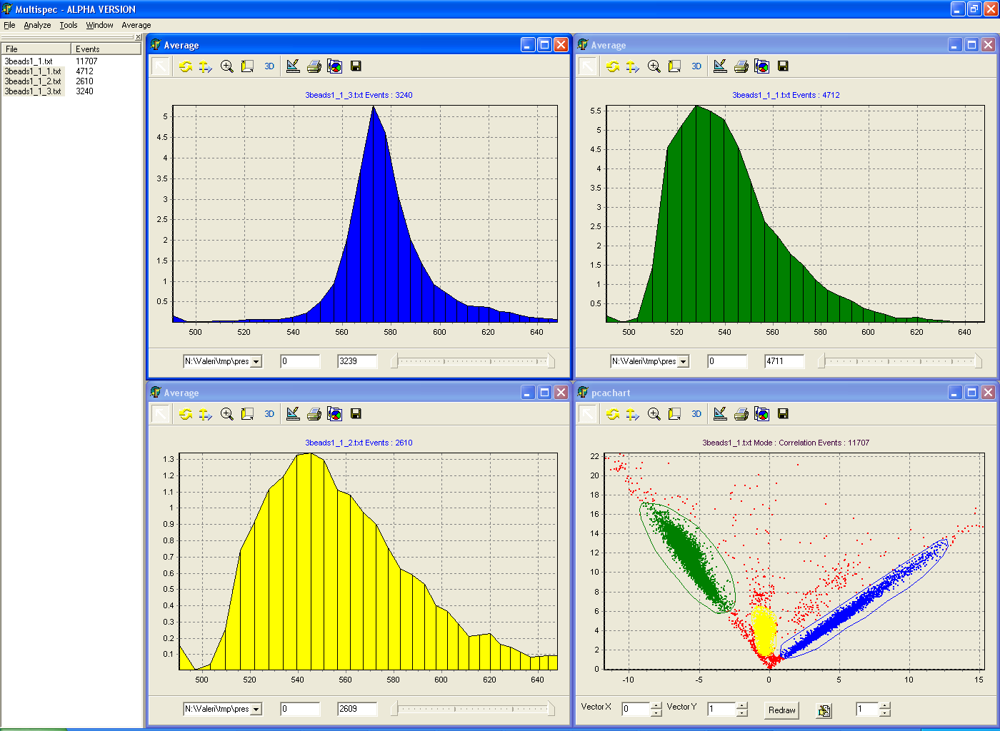 Multispec - ALPHA VERSION
File Analyze Tools Window Average
File Events
3beads1_1.txt 11707
3beads1_1_1.txt 4712
3beads1_1_2.txt 2610
3beads1_1_3.txt 3240
Average
3D
3beads1_1_3.txt Events : 3240
5
4.5
4
3.5
3
2.5
2
1.5
1
0.5
500 520 540 560 580 600 620 640
N:\Valeri\tmp\pres 0 3239
Average
3D
3beads1_1_1.txt Events : 4712
5.5
5
4.5
4
3.5
3
2.5
2
1.5
1
0.5
500 520 540 560 580 600 620 640
N:\Valeri\tmp\pres 0 4711
Average
3D
3beads1_1_2.txt Events : 2610
1.3
1.2
1.1
1
0.9
0.8
0.7
0.6
0.5
0.4
0.3
0.2
0.1
500 520 540 560 580 600 620 640
N:\Valeri\tmp\pres 0 2609
pcachart
3D
3beads1_1.txt Mode : Correlation Events : 11707
22
20
18
16
14
12
10
8
6
4
2
0
-10 -5 0 5 10 15
Vector X 0 Vector Y 1 Redraw 1